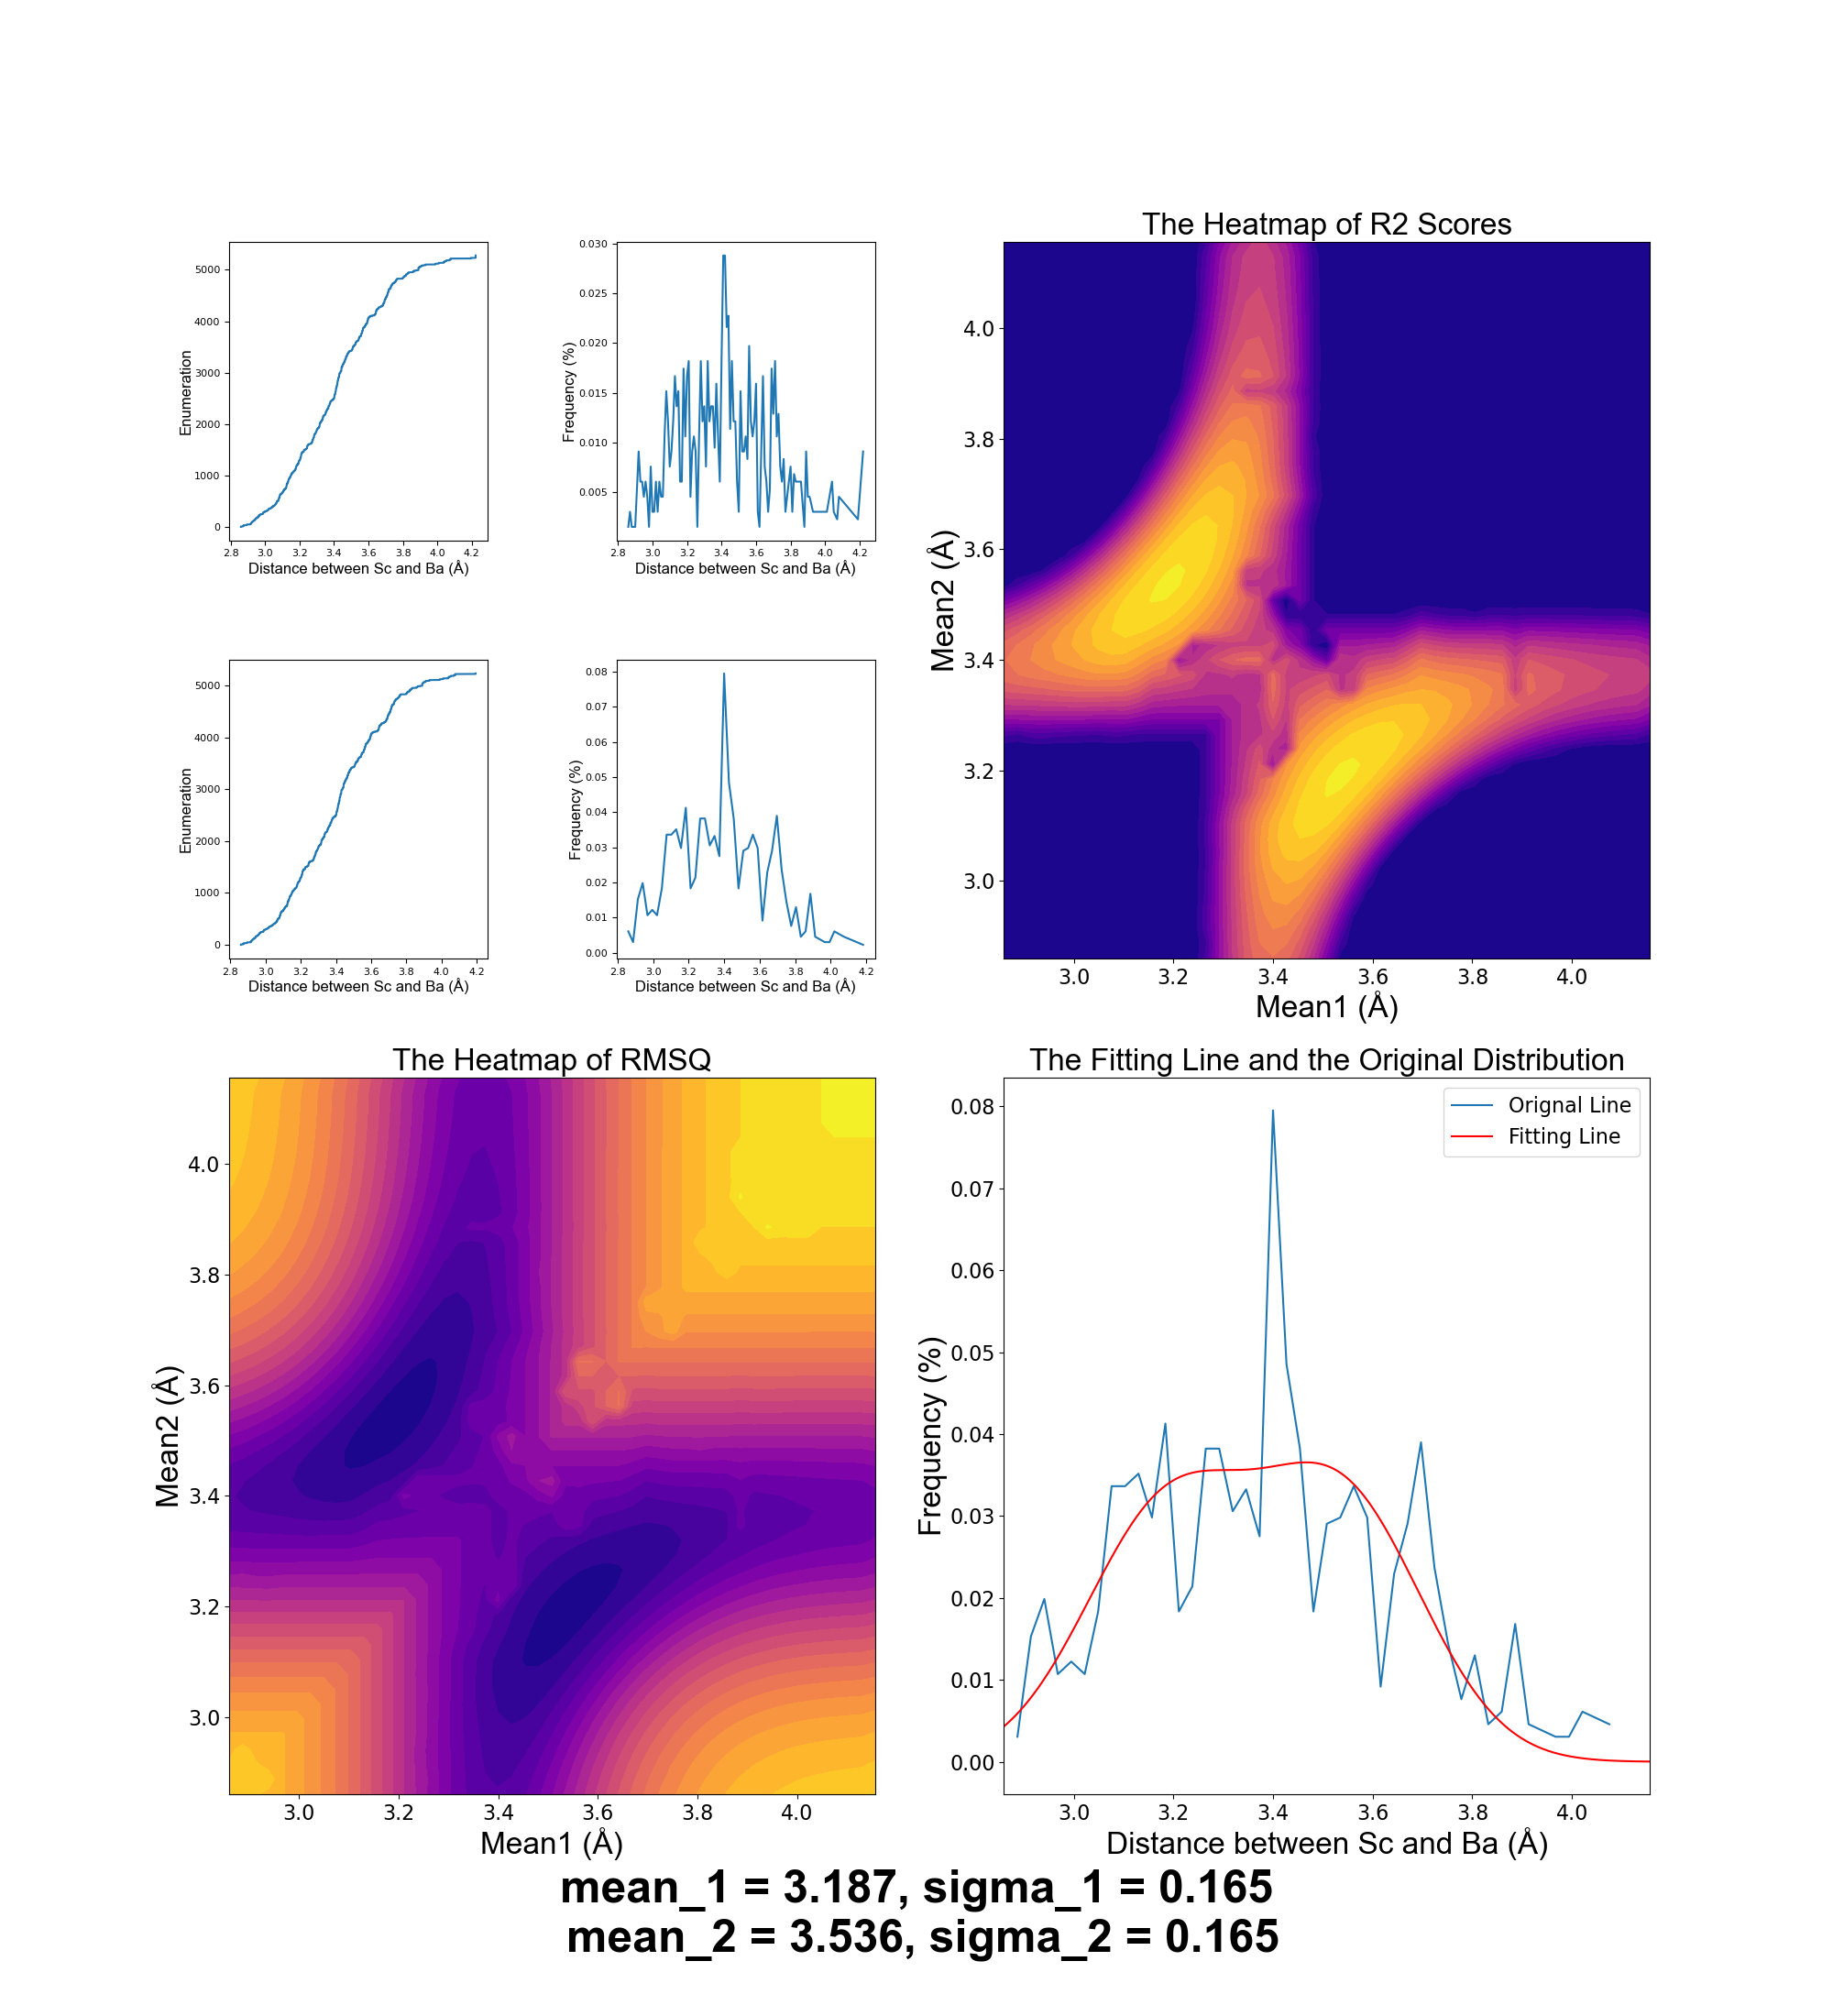 The Heatmap of R2 Scores
5000
4000
3000
2000
1000
0
Enumeration
2.8 3.0 3.2 3.4 3.6 3.8 4.0 4.2
Distance between Sc and Ba (Å)
0.030
0.025
0.020
0.015
0.010
0.005
Frequency (%)
2.8 3.0 3.2 3.4 3.6 3.8 4.0 4.2
Distance between Sc and Ba (Å)
4.0
3.8
3.6
3.4
3.2
3.0
Mean2 (Å)
3.0 3.2 3.4 3.6 3.8 4.0
Mean1 (Å)
5000
4000
3000
2000
1000
0
Enumeration
2.8 3.0 3.2 3.4 3.6 3.8 4.0 4.2
Distance between Sc and Ba (Å)
0.08
0.07
0.06
0.05
0.04
0.03
0.02
0.01
0.00
Frequency (%)
2.8 3.0 3.2 3.4 3.6 3.8 4.0 4.2
Distance between Sc and Ba (Å)
The Heatmap of RMSQ
4.0
3.8
3.6
3.4
3.2
3.0
Mean2 (Å)
3.0 3.2 3.4 3.6 3.8 4.0
Mean1 (Å)
The Fitting Line and the Original Distribution
Orignal Line
Fitting Line
0.08
0.07
0.06
0.05
0.04
0.03
0.02
0.01
0.00
Frequency (%)
3.0 3.2 3.4 3.6 3.8 4.0
Distance between Sc and Ba (Å)
mean_1 = 3.187, sigma_1 = 0.165
mean_2 = 3.536, sigma_2 = 0.165